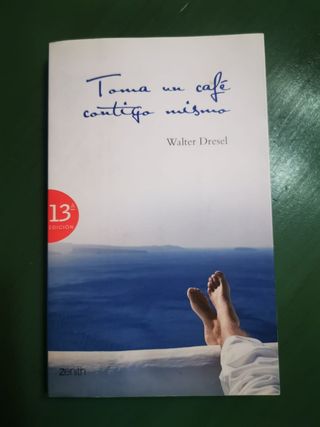 Toma un café
contigo mismo
Walter Dresel
13ª
EDICIÓN
zenith